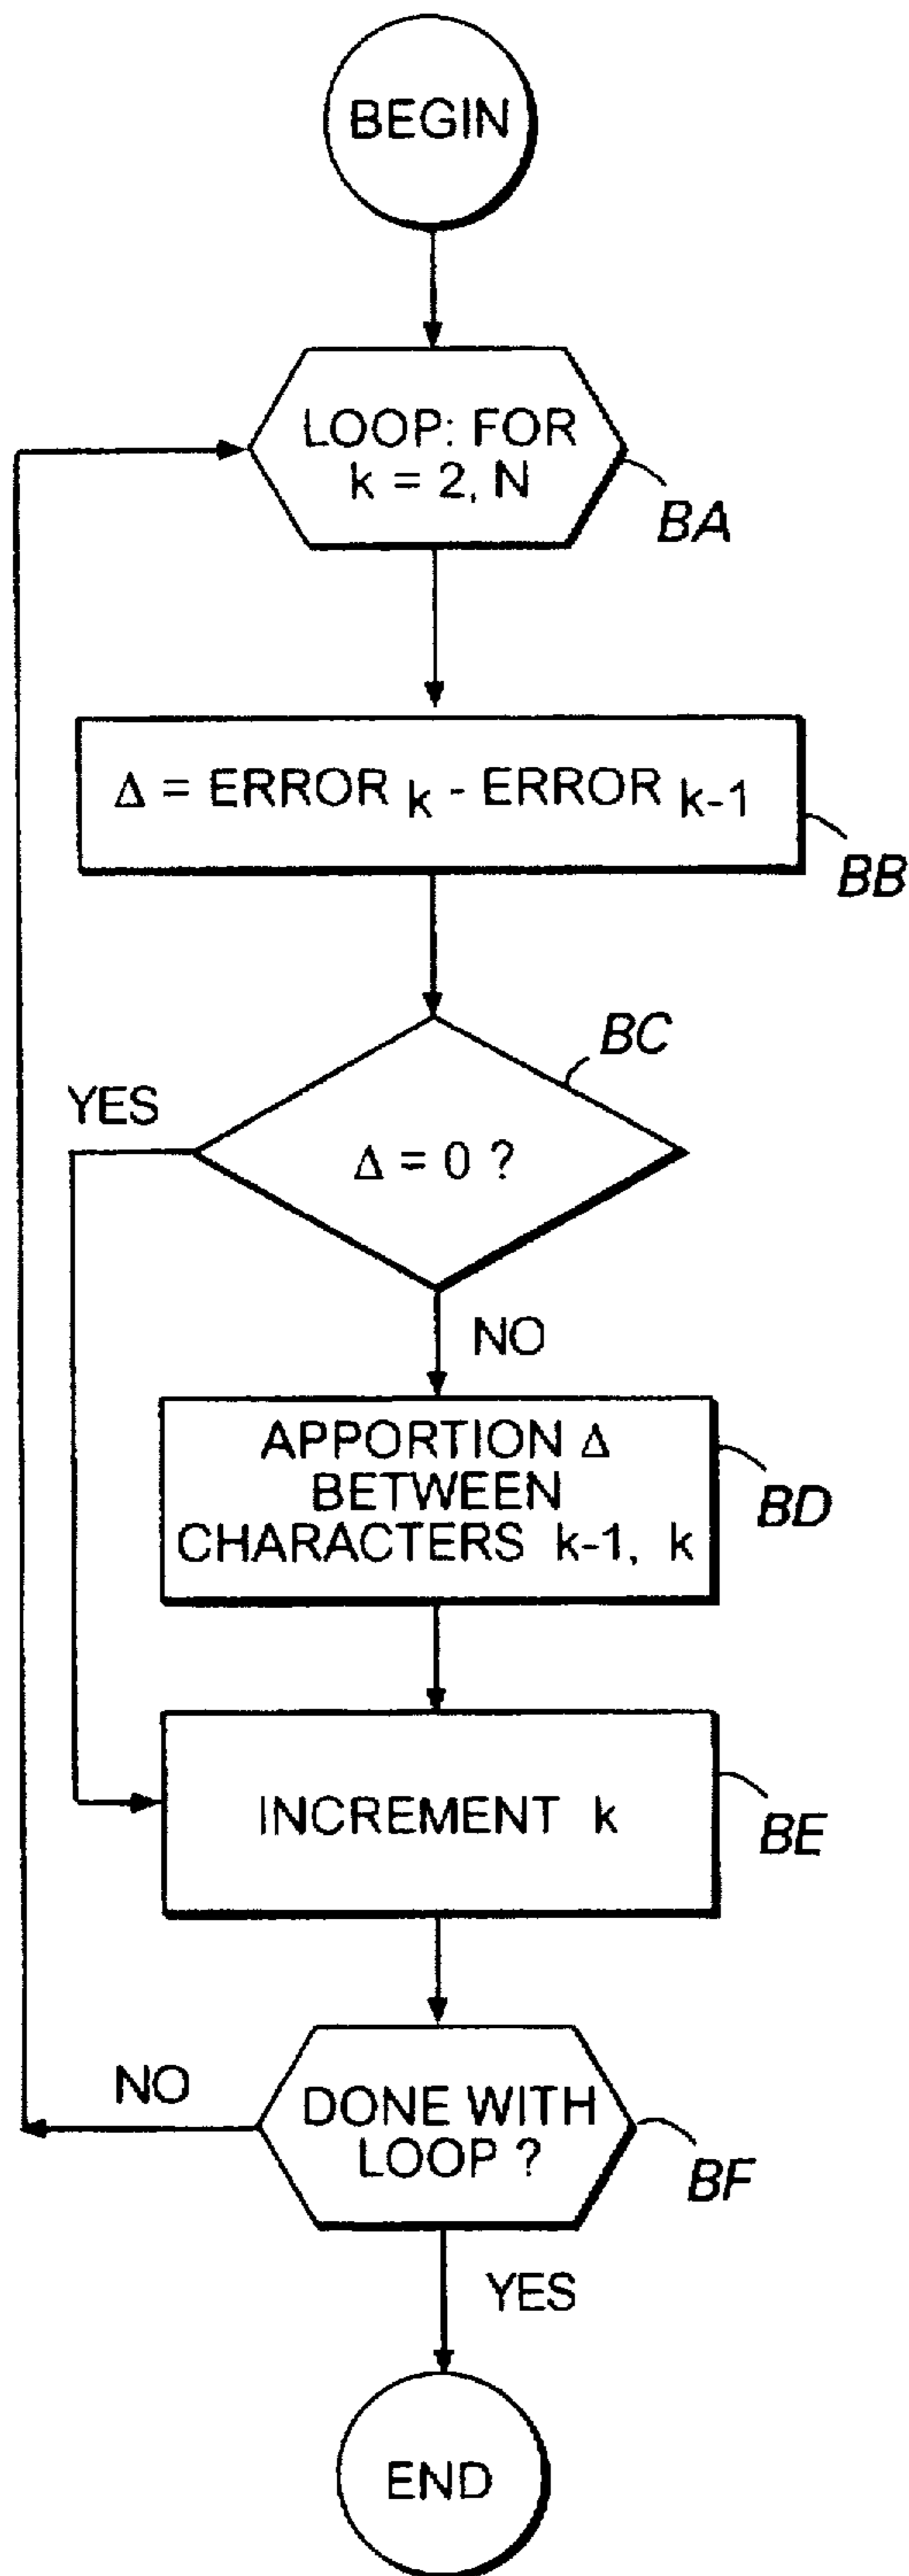 BEGIN
LOOP: FOR
k = 2, N
BA
Δ = ERROR k - ERROR k-1
BB
BC
YES
Δ = 0 ?
NO
APPORTION Δ
BETWEEN
CHARACTERS k-1, k
BD
INCREMENT k
BE
NO
DONE WITH
LOOP ?
BF
YES
END